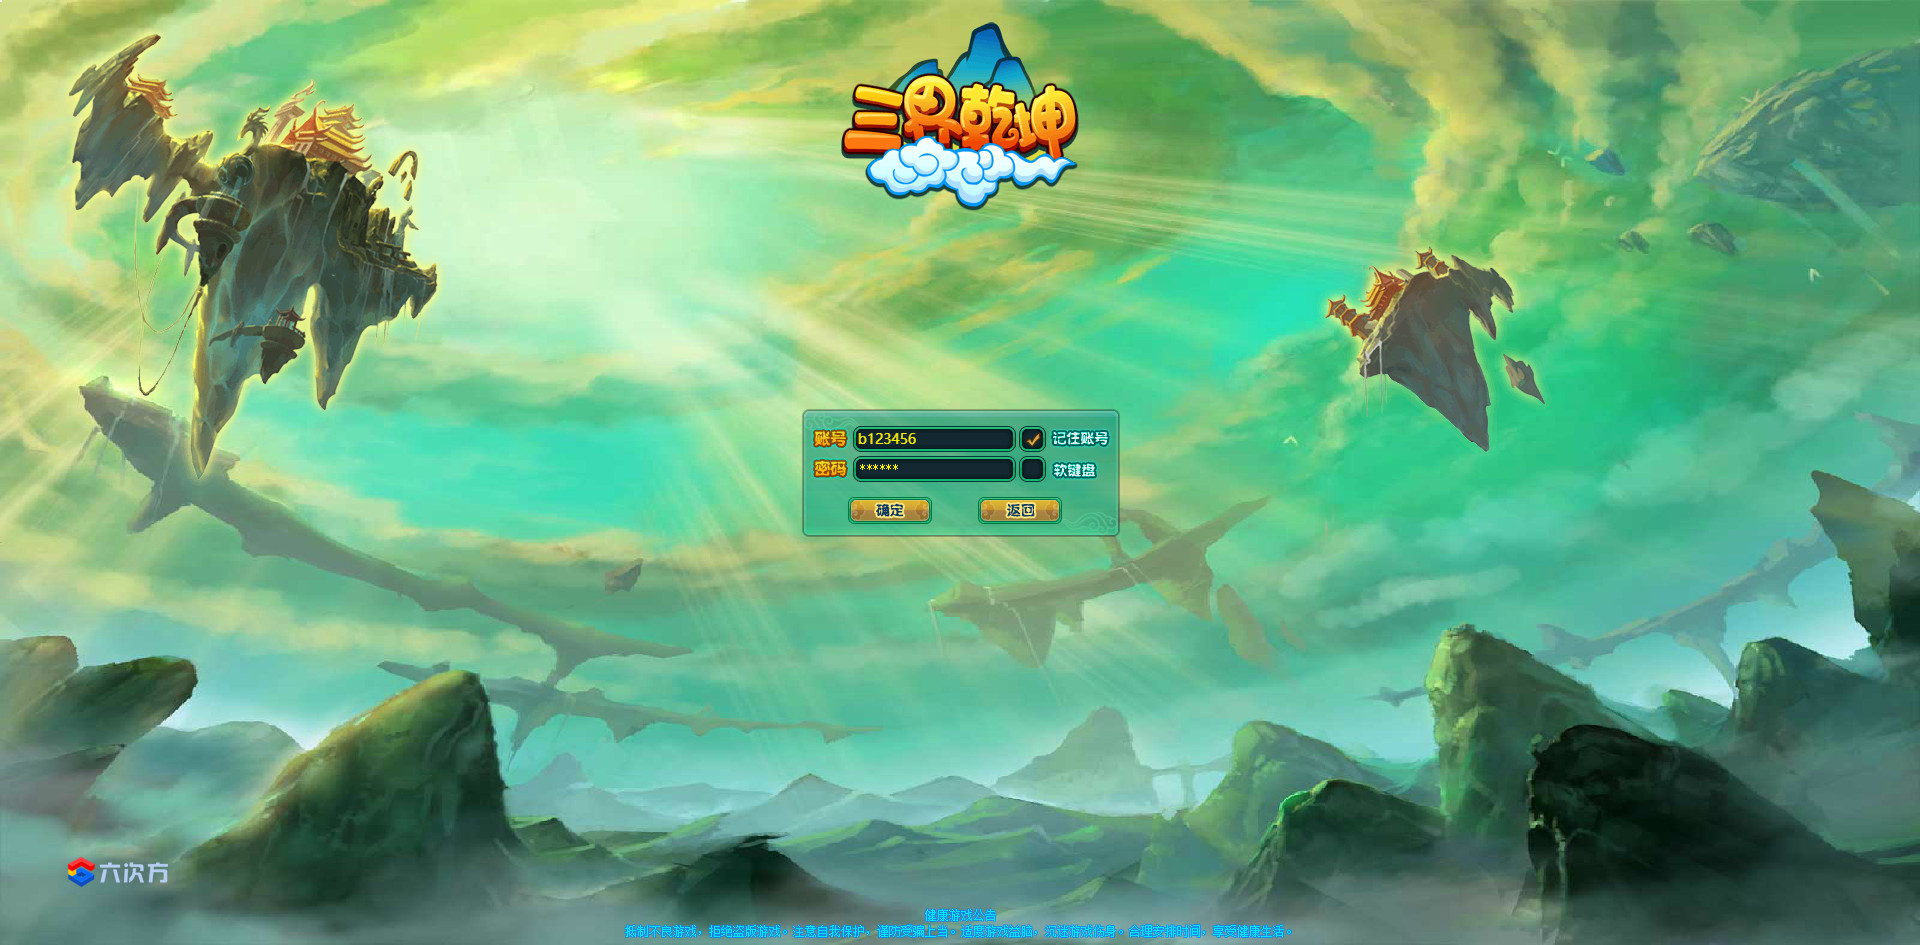 三界乾坤
账号 b123456 记住账号
密码 ****** 软键盘
确定 返回
六次方
健康游戏公告
抵制不良游戏，拒绝盗版游戏。注意自我保护，谨防受骗上当。适度游戏益脑，沉迷游戏伤身。合理安排时间，享受健康生活。